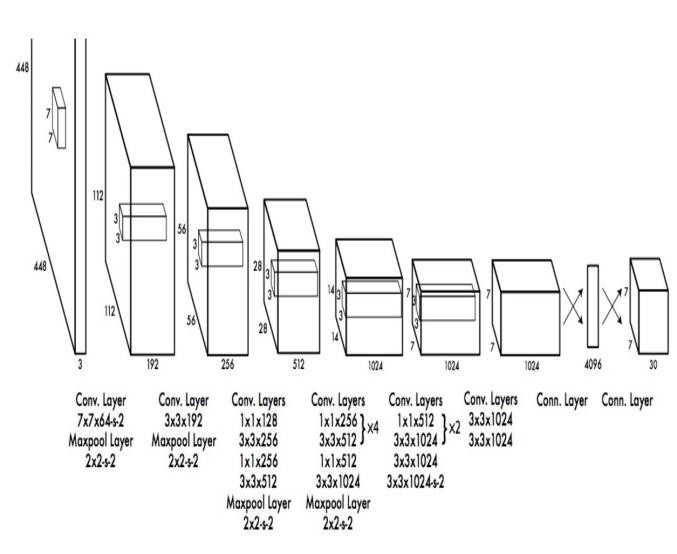 448
7
7
448
3
112
3
3
112
192
56
3
3
56
256
28
3
3
28
512
14
3
3
14
1024
7
3
3
7
1024
7
7
1024
4096
7
7
30
Conv. Layer
7x7x64-s-2
Maxpool Layer
2x2-s-2
Conv. Layer
3x3x192
Maxpool Layer
2x2-s-2
Conv. Layers
1x1x128
3x3x256
1x1x256
3x3x512
Maxpool Layer
2x2-s-2
Conv. Layers
1x1x256
3x3x512 }x4
1x1x512
3x3x1024
Maxpool Layer
2x2-s-2
Conv. Layers
1x1x512
3x3x1024 }x2
3x3x1024
3x3x1024-s-2
Conv. Layers
3x3x1024
3x3x1024
Conn. Layer
Conn. Layer